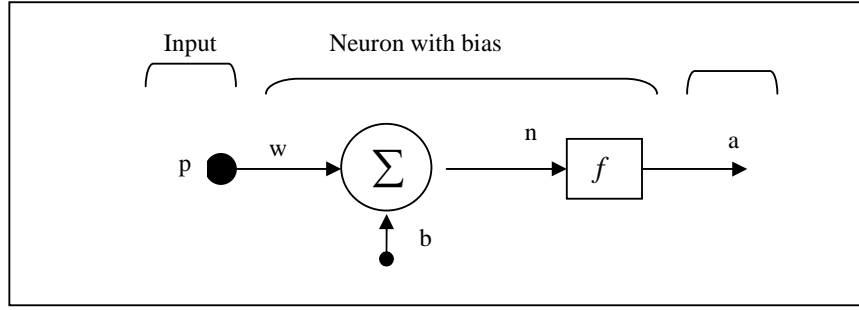 Input Neuron with bias
p w Σ n f a
b